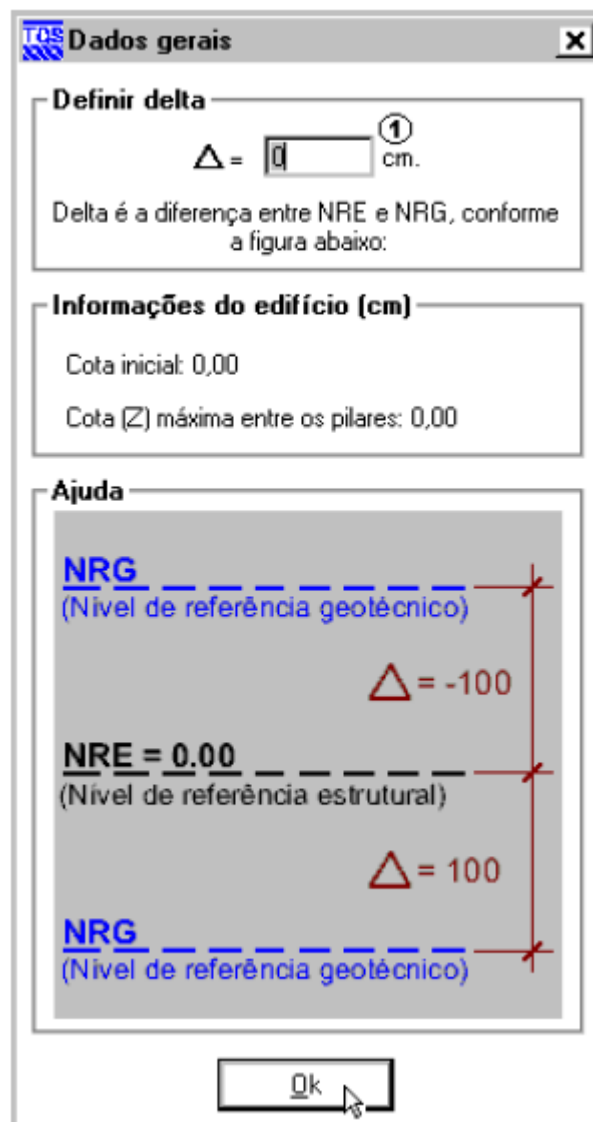 TQS Dados gerais
Definir delta
1
Δ = 0 cm.
Delta é a diferença entre NRE e NRG, conforme
a figura abaixo:
Informações do edifício (cm)
Cota inicial: 0,00
Cota (Z) máxima entre os pilares: 0,00
Ajuda
NRG
(Nível de referência geotécnico)
Δ = -100
NRE = 0.00
(Nível de referência estrutural)
Δ = 100
NRG
(Nível de referência geotécnico)
Ok